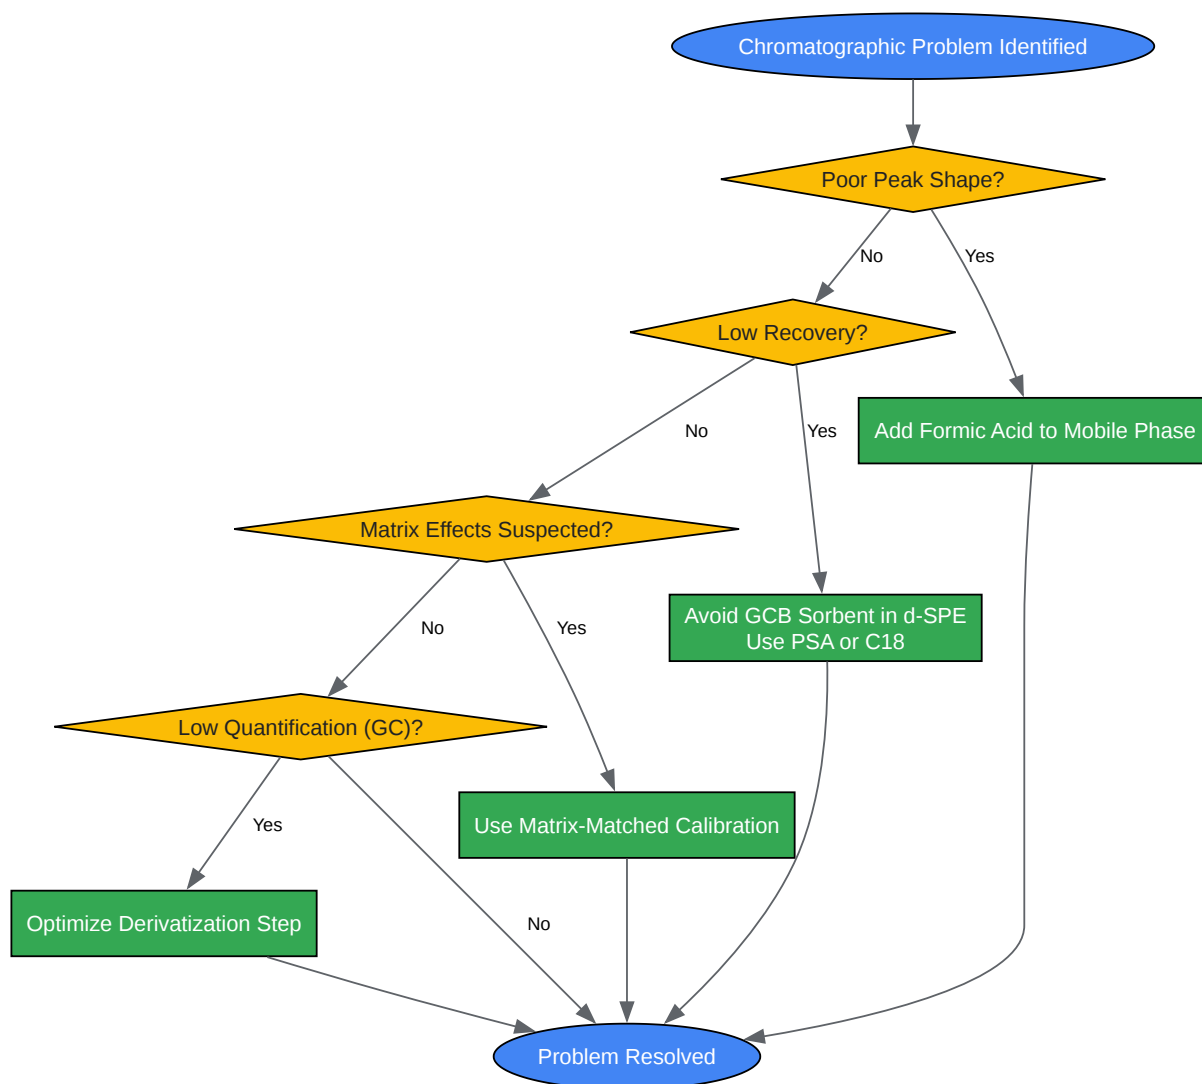 Chromatographic Problem Identified
Poor Peak Shape?
No
Yes
Low Recovery?
Add Formic Acid to Mobile Phase
No
Yes
Matrix Effects Suspected?
Avoid GCB Sorbent in d-SPE
Use PSA or C18
No
Yes
Low Quantification (GC)?
Yes
Use Matrix-Matched Calibration
Optimize Derivatization Step
No
Problem Resolved